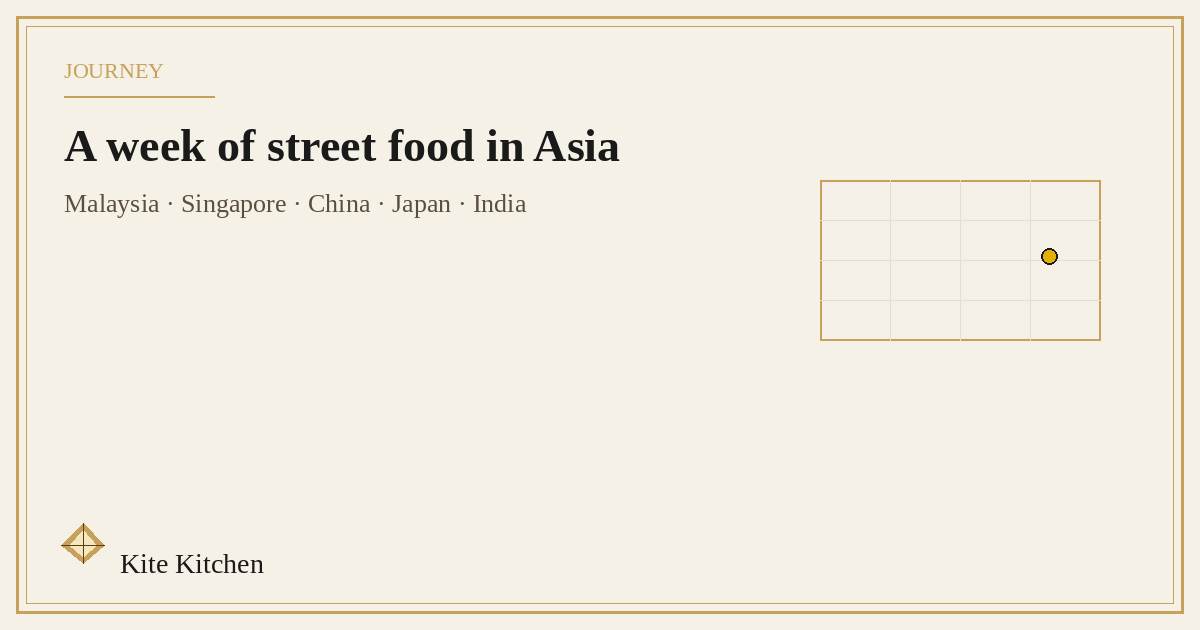 JOURNEY
A week of street food in Asia
Malaysia · Singapore · China · Japan · India
Kite Kitchen